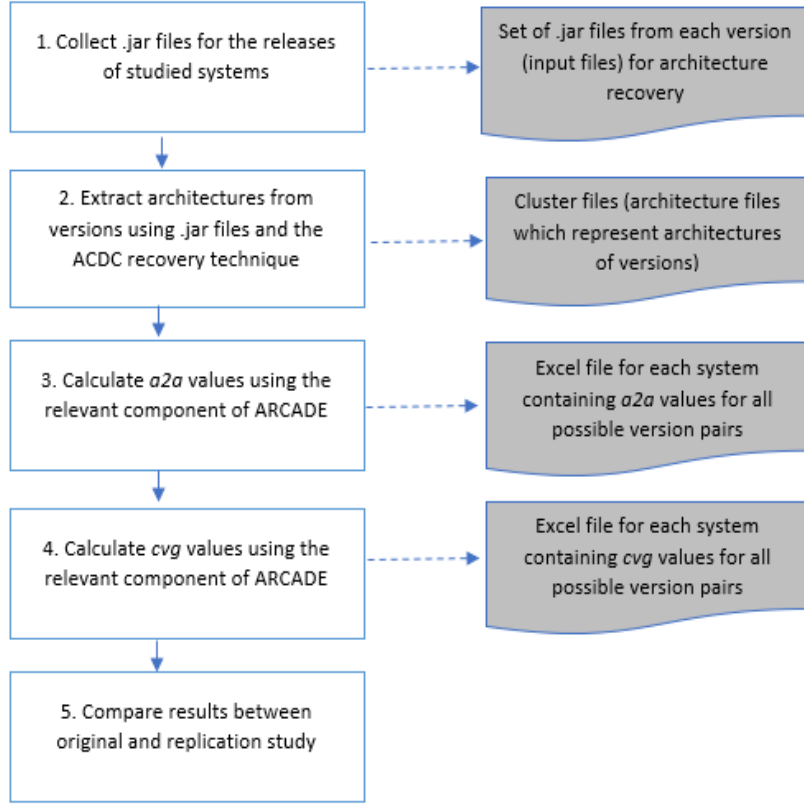 1. Collect .jar files for the releases
of studied systems
Set of .jar files from each version
(input files) for architecture
recovery
2. Extract architectures from
versions using .jar files and the
ACDC recovery technique
Cluster files (architecture files
which represent architectures
of versions)
3. Calculate a2a values using the
relevant component of ARCADE
Excel file for each system
containing a2a values for all
possible version pairs
4. Calculate cvg values using the
relevant component of ARCADE
Excel file for each system
containing cvg values for all
possible version pairs
5. Compare results between
original and replication study